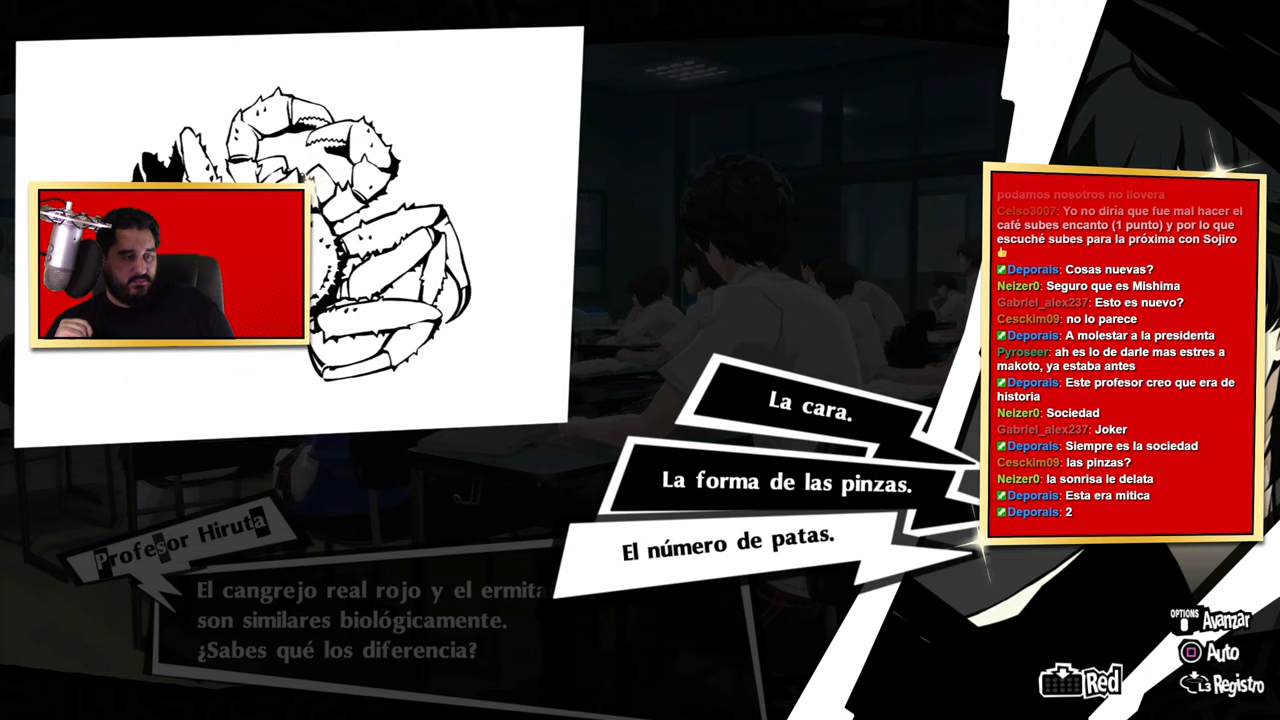 podamos nosotros no llovera
Celso3007: Yo no diría que fue mal hacer el
café subes encanto (1 punto) y por lo que
escuché subes para la próxima con Sojiro
👍
Deporais: Cosas nuevas?
Neizer0: Seguro que es Mishima
Gabriel_alex237: Esto es nuevo?
Cesckim09: no lo parece
Deporais: A molestar a la presidenta
Pyroseer: ah es lo de darle mas estres a
makoto, ya estaba antes
Deporais: Este profesor creo que era de
historia
Neizer0: Sociedad
Gabriel_alex237: Joker
Deporais: Siempre es la sociedad
Cesckim09: las pinzas?
Neizer0: la sonrisa le delata
Deporais: Esta era mitica
Deporais: 2
La cara.
La forma de las pinzas.
El número de patas.
Profesor Hiruta
El cangrejo real rojo y el ermita
son similares biológicamente.
¿Sabes qué los diferencia?
OPTIONS Avanzar
Auto
L3 Registro
Red